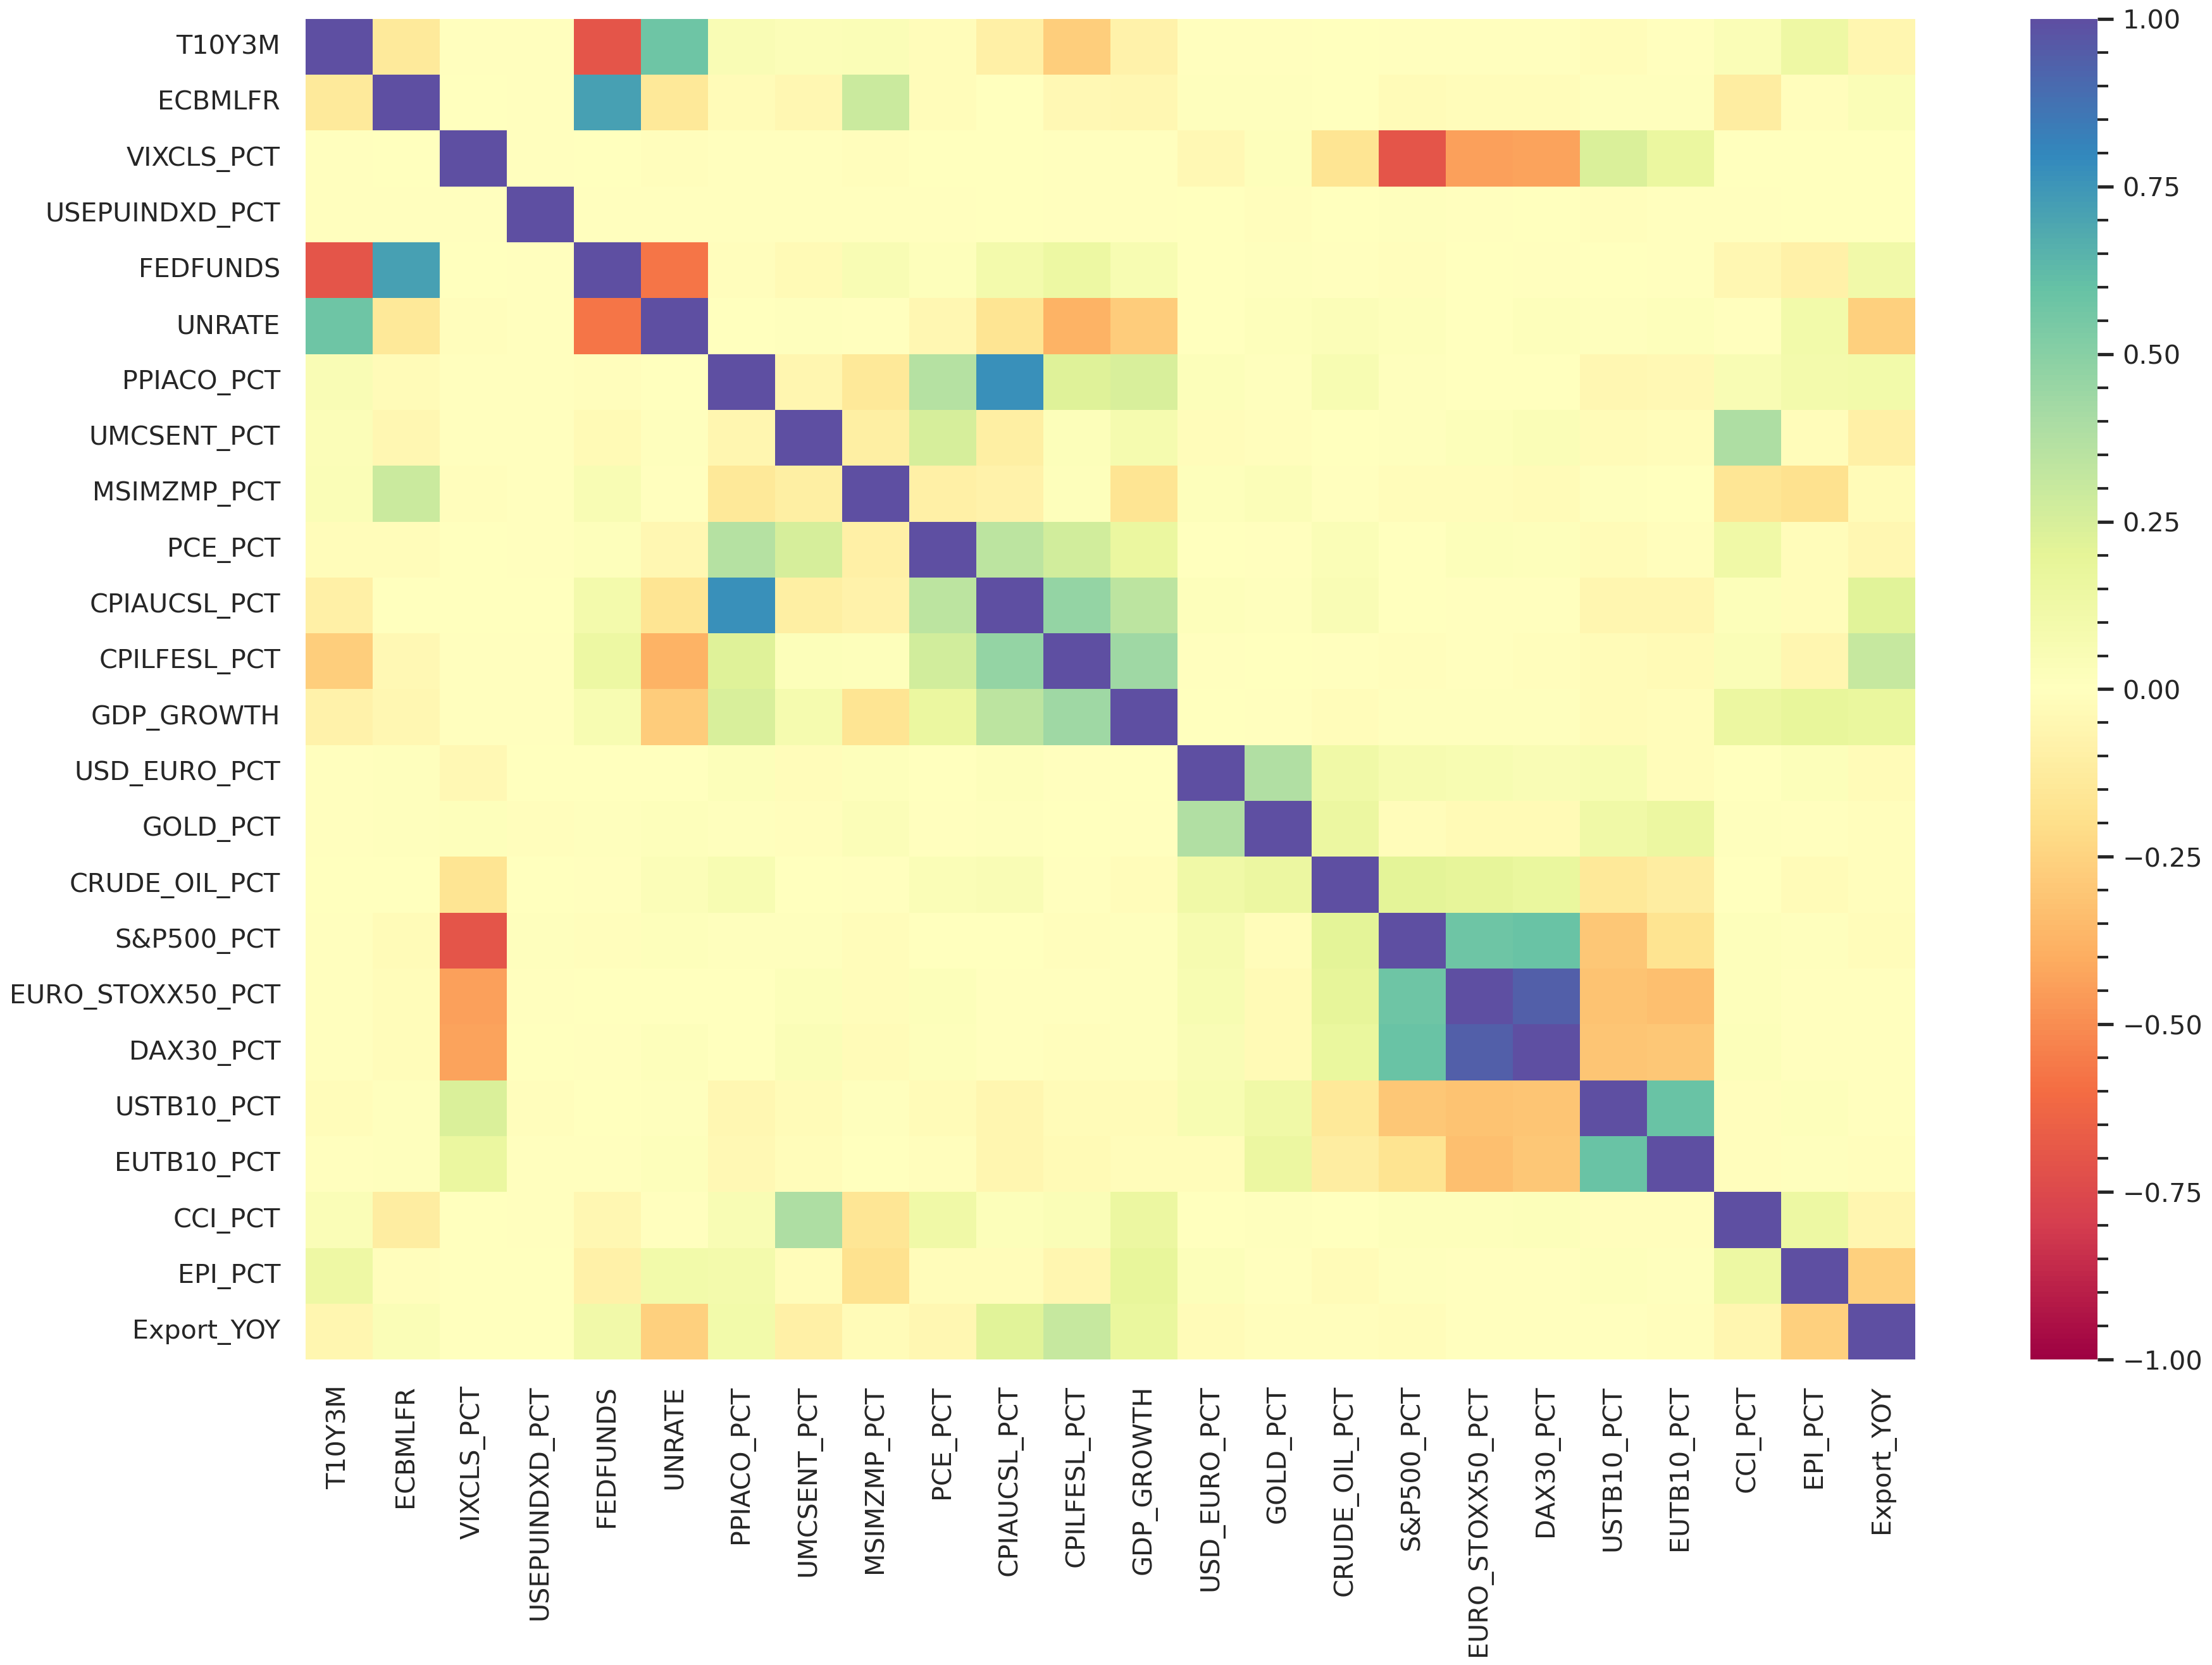 T10Y3M
ECBMLFR
VIXCLS_PCT
USEPUINDXD_PCT
FEDFUNDS
UNRATE
PPIACO_PCT
UMCSENT_PCT
MSIMZMP_PCT
PCE_PCT
CPIAUCSL_PCT
CPILFESL_PCT
GDP_GROWTH
USD_EURO_PCT
GOLD_PCT
CRUDE_OIL_PCT
S&P500_PCT
EURO_STOXX50_PCT
DAX30_PCT
USTB10_PCT
EUTB10_PCT
CCI_PCT
EPI_PCT
Export_YOY
T10Y3M
ECBMLFR
VIXCLS_PCT
USEPUINDXD_PCT
FEDFUNDS
UNRATE
PPIACO_PCT
UMCSENT_PCT
MSIMZMP_PCT
PCE_PCT
CPIAUCSL_PCT
CPILFESL_PCT
GDP_GROWTH
USD_EURO_PCT
GOLD_PCT
CRUDE_OIL_PCT
S&P500_PCT
EURO_STOXX50_PCT
DAX30_PCT
USTB10_PCT
EUTB10_PCT
CCI_PCT
EPI_PCT
Export_YOY
1.00
0.75
0.50
0.25
0.00
−0.25
−0.50
−0.75
−1.00